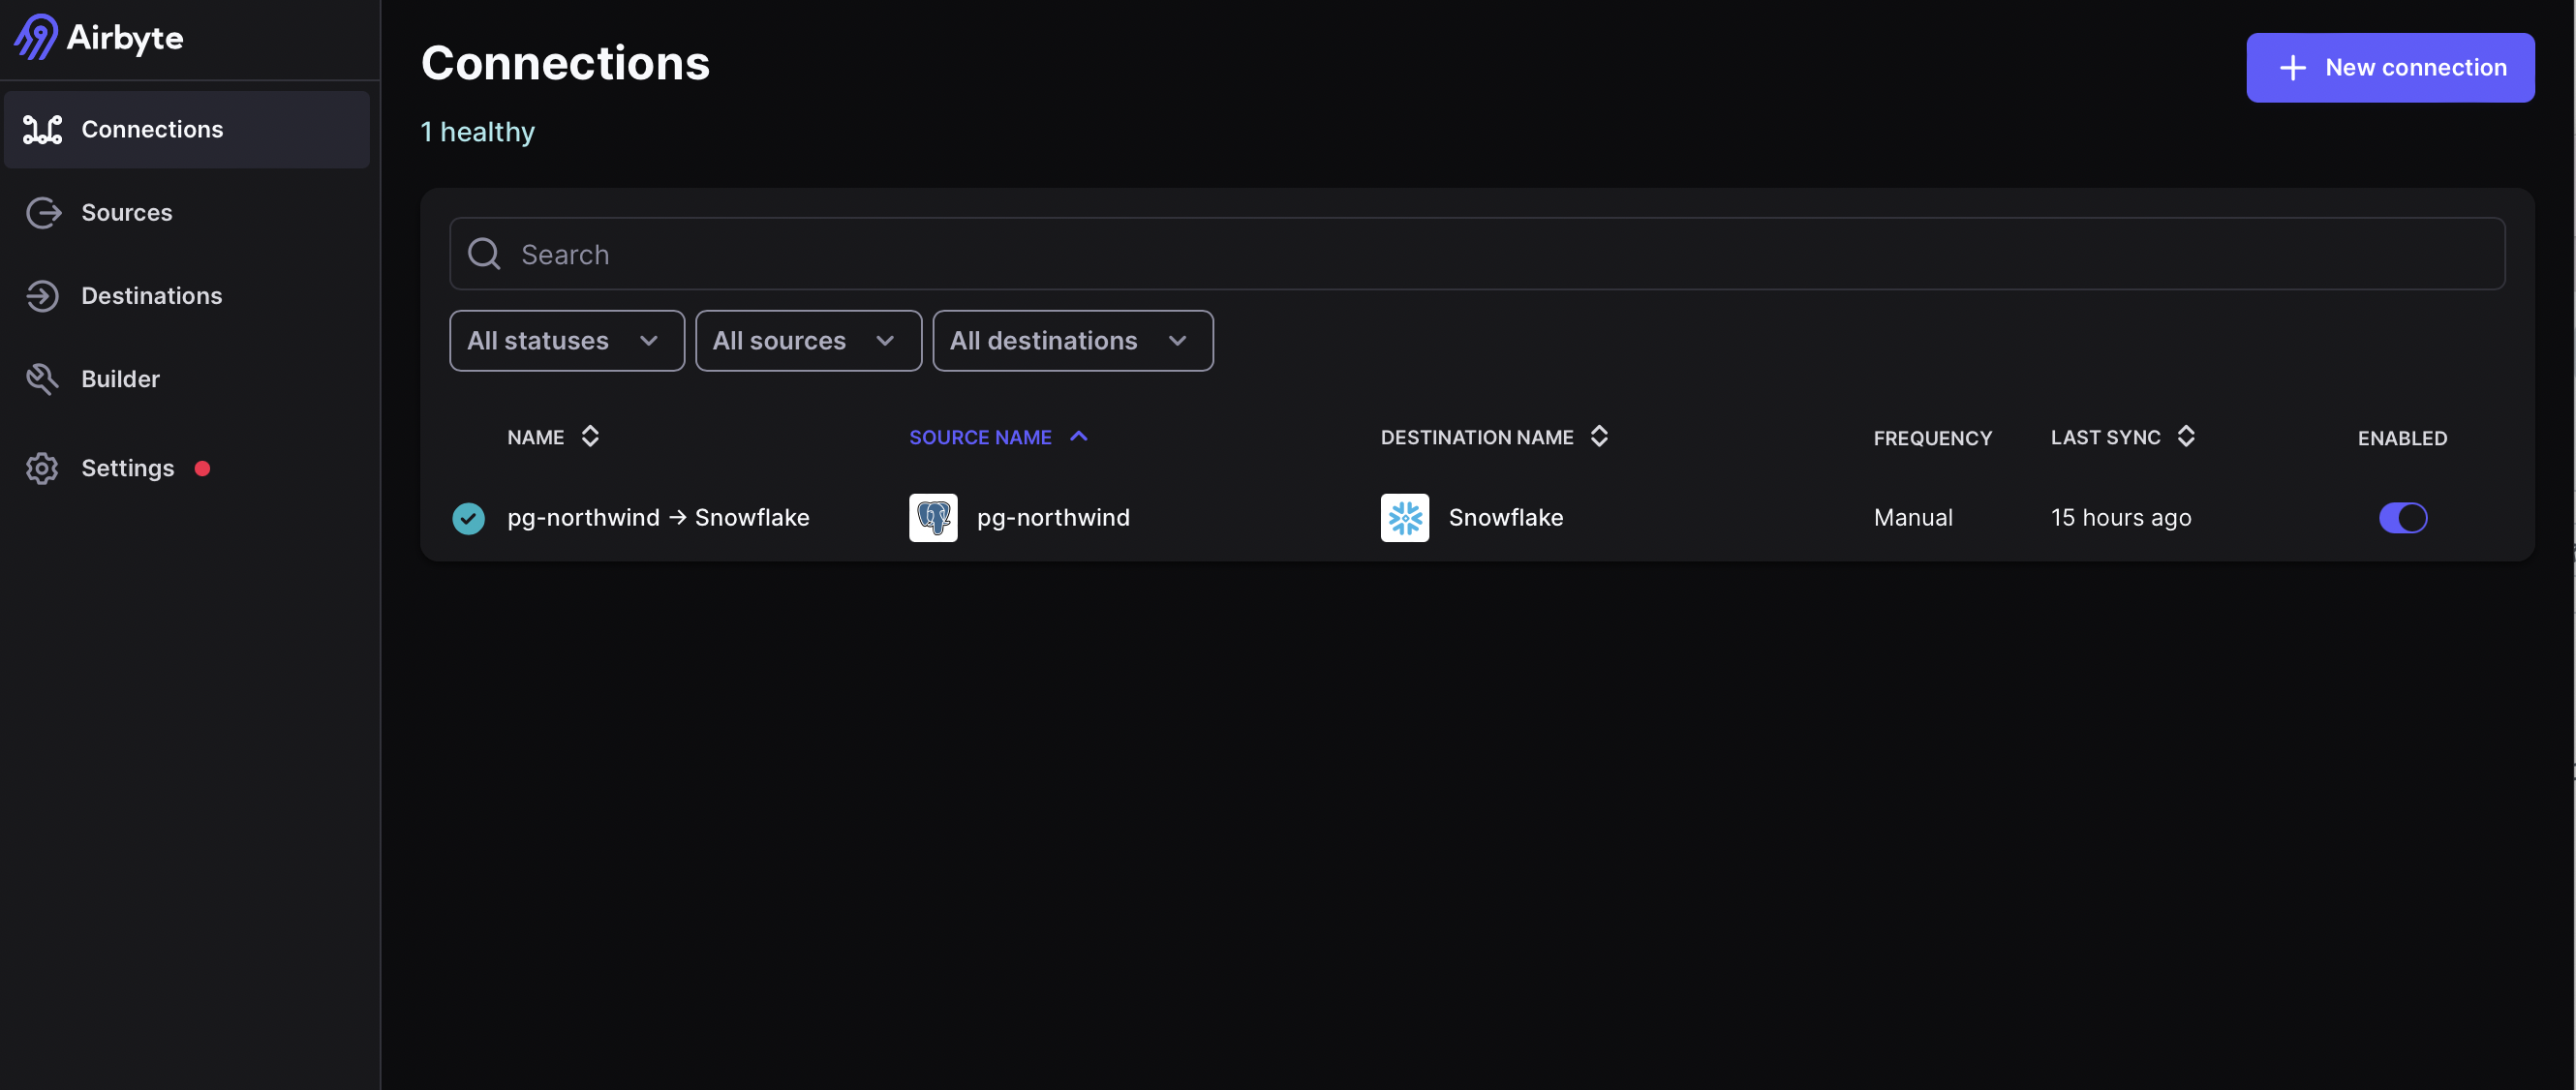 Airbyte
Connections
Sources
Destinations
Builder
Settings
Connections
New connection
1 healthy
Search
All statuses All sources All destinations
NAME SOURCE NAME DESTINATION NAME FREQUENCY LAST SYNC ENABLED
pg-northwind → Snowflake pg-northwind Snowflake Manual 15 hours ago